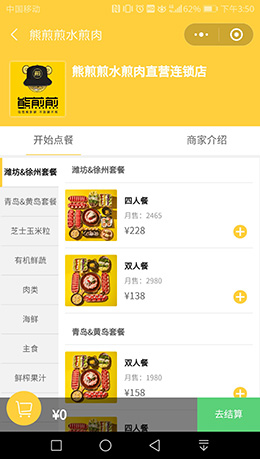 中国移动 62% 下午3:50
熊煎煎水煎肉
熊煎煎水煎肉直营连锁店
熊煎煎
开始点餐 商家介绍
潍坊&徐州套餐
青岛&黄岛套餐
芝士玉米粒
有机鲜蔬
肉类
海鲜
主食
鲜榨果汁
潍坊&徐州套餐
四人餐
月售：2465
¥228
双人餐
月售：2980
¥138
青岛&黄岛套餐
双人餐
月售：2980
¥158
四人餐
¥0 去结算